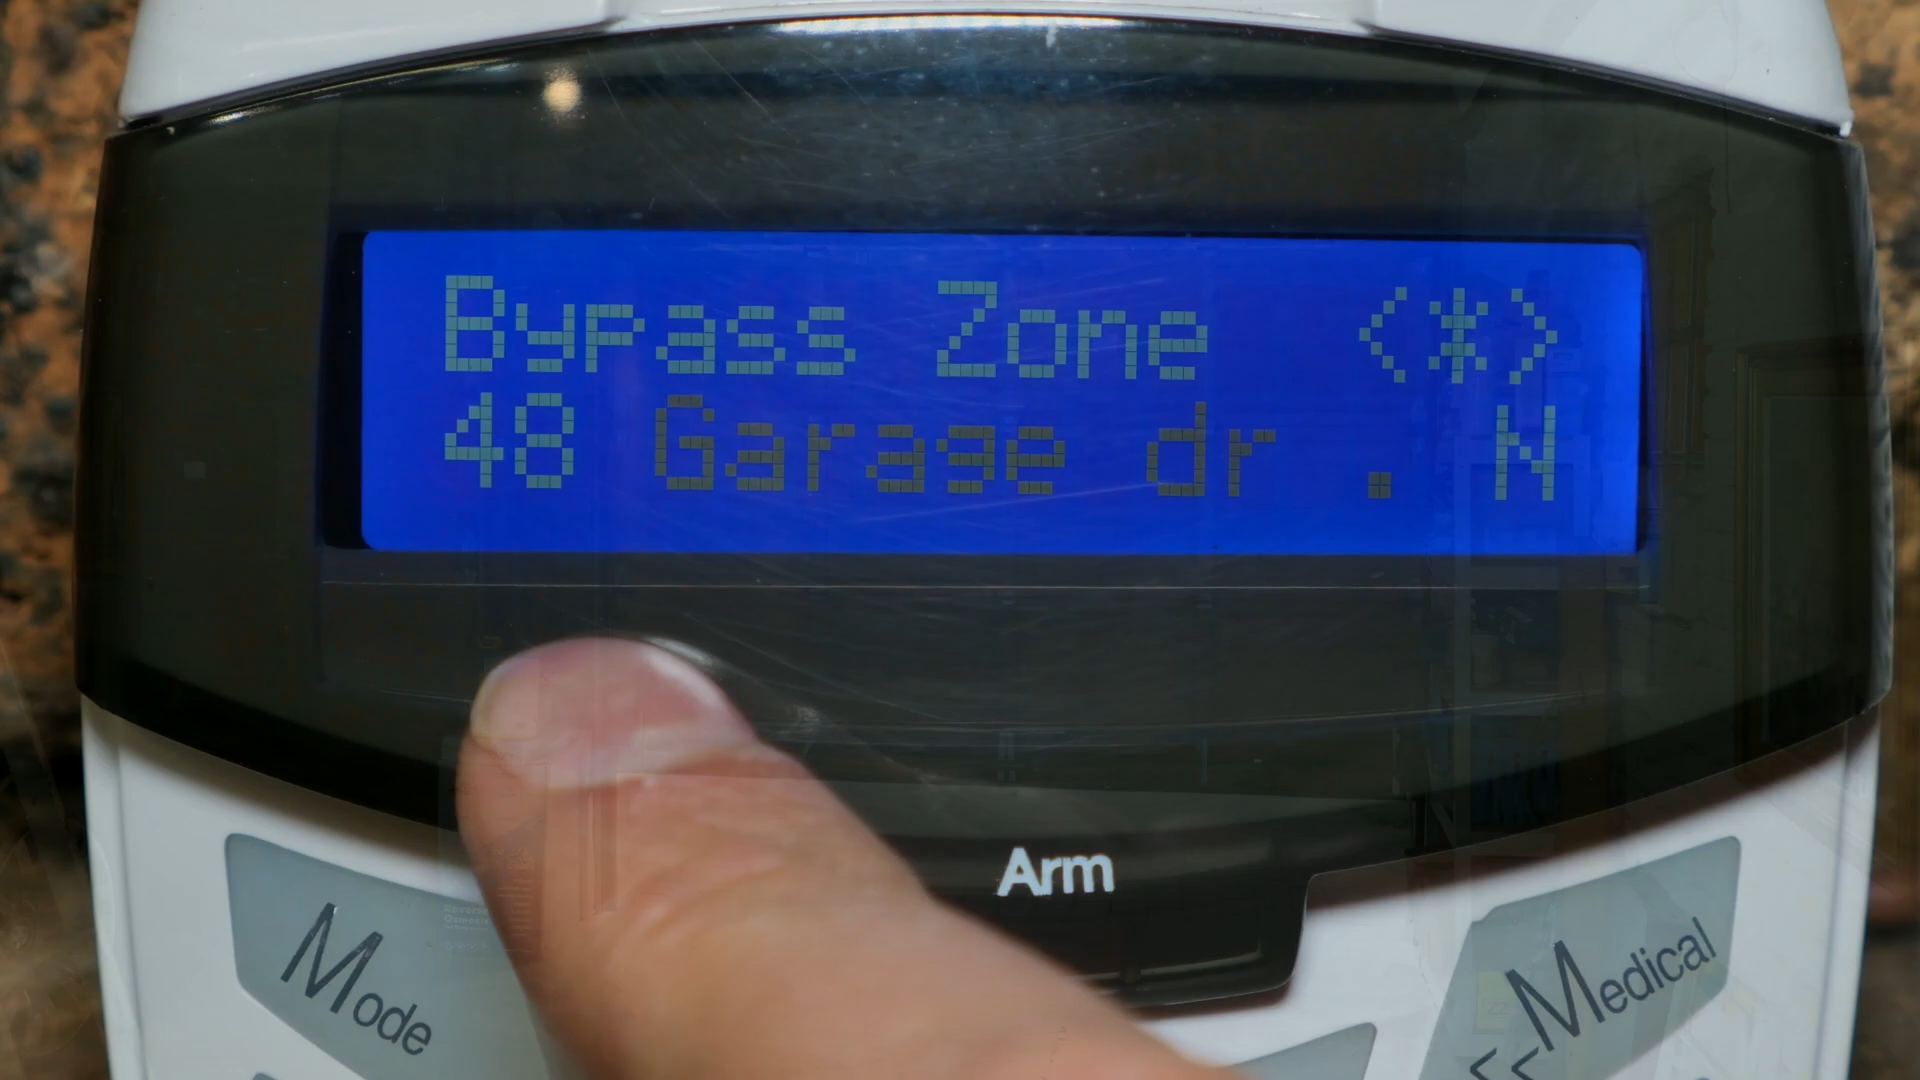 Bypass Zone <*>
48 Garage dr . N
Arm
Mode
Medical
<<